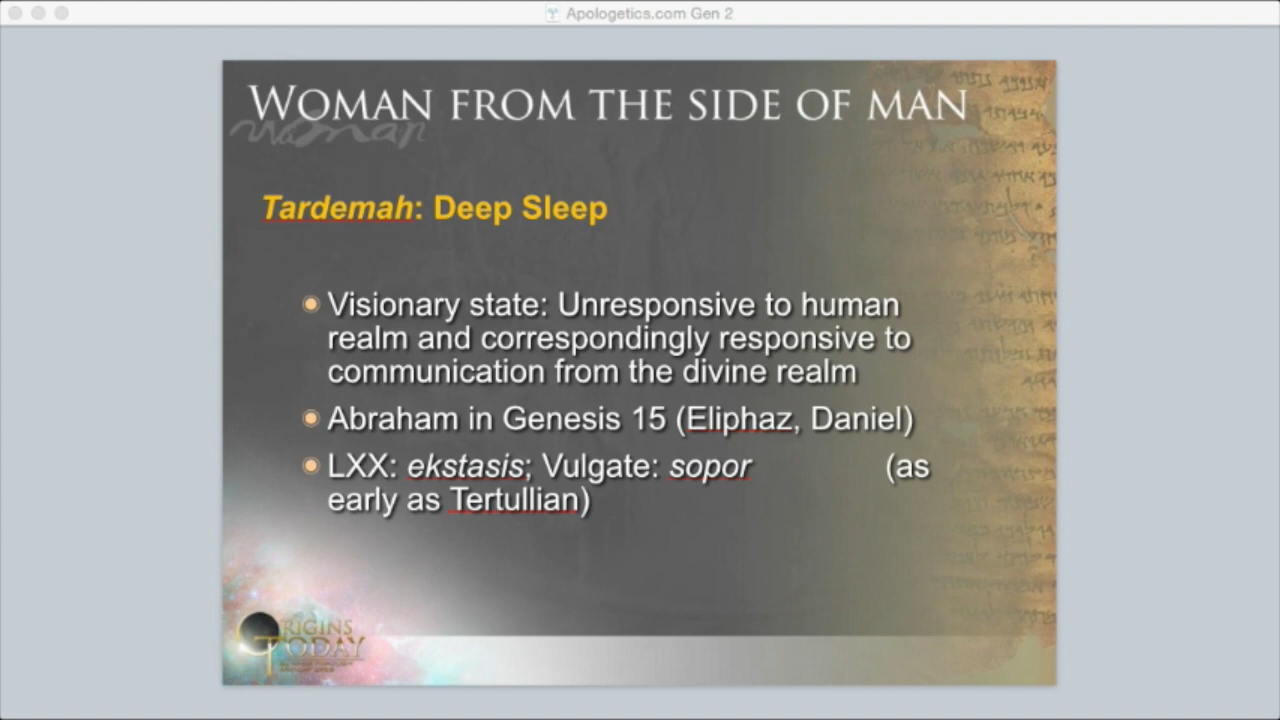 Apologetics.com Gen 2
WOMAN FROM THE SIDE OF MAN
woman
Tardemah: Deep Sleep
Visionary state: Unresponsive to human
realm and correspondingly responsive to
communication from the divine realm
Abraham in Genesis 15 (Eliphaz, Daniel)
LXX: ekstasis; Vulgate: sopor (as
early as Tertullian)
ORIGINS
TODAY